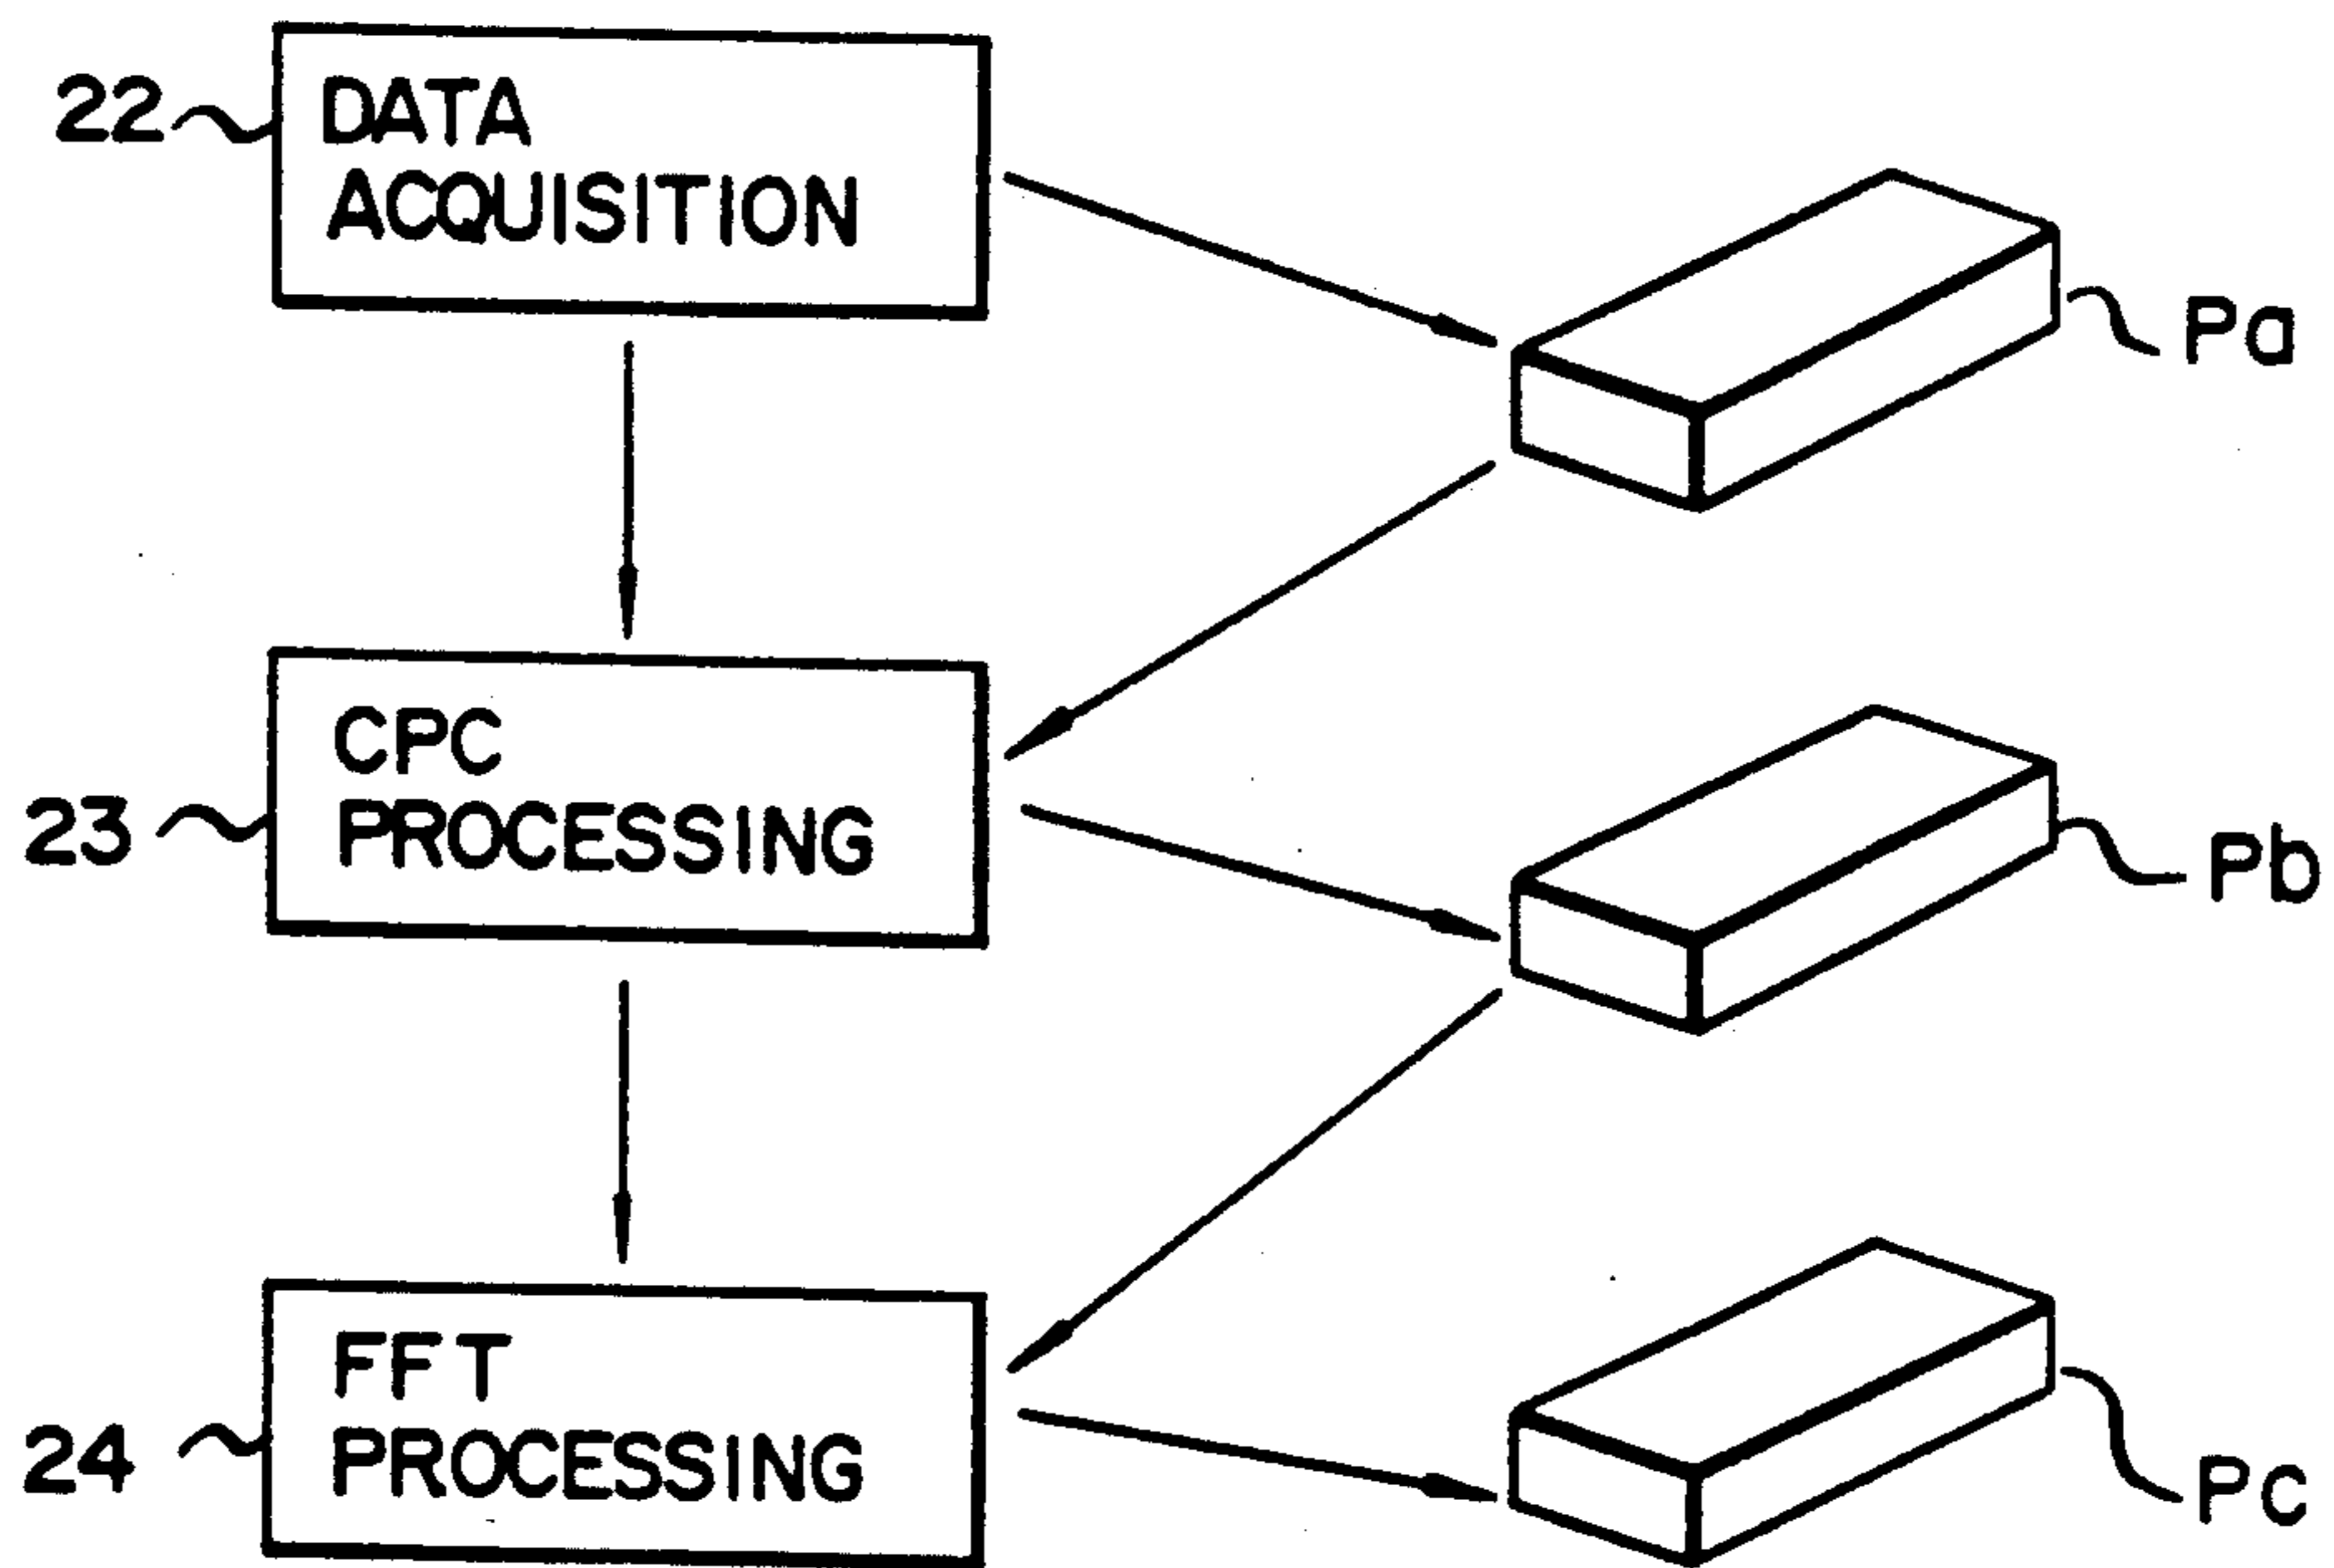 22
DATA
ACQUISITION
Pa
CPC
23
PROCESSING
Pb
FFT
24
PROCESSING
Pc